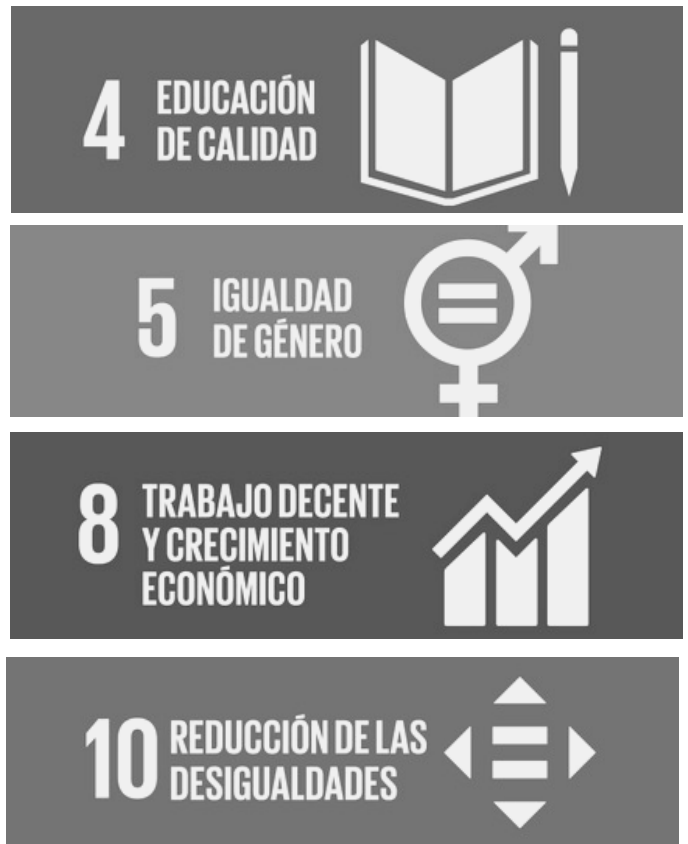 4
EDUCACIÓN
DE CALIDAD
5
IGUALDAD
DE GÉNERO
8
TRABAJO DECENTE
Y CRECIMIENTO
ECONÓMICO
10
REDUCCIÓN DE LAS
DESIGUALDADES